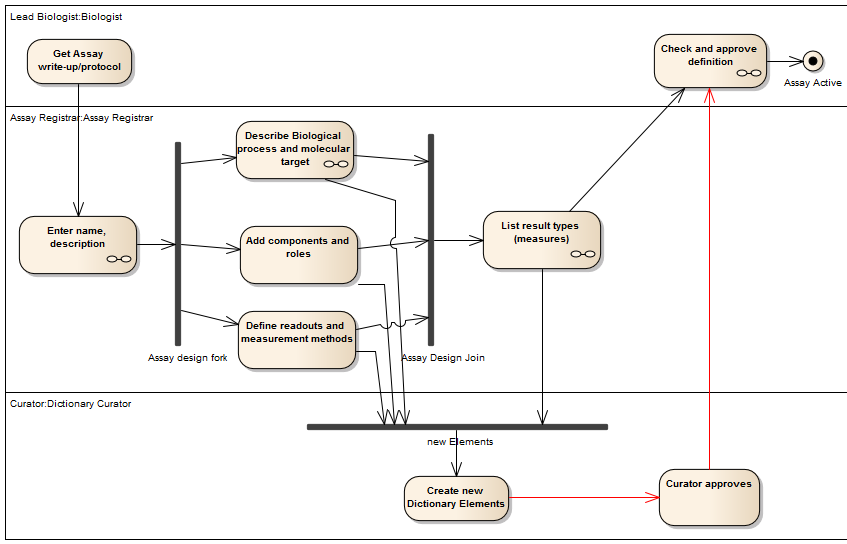 Lead Biologist:Biologist
Get Assay
write-up/protocol
Check and approve
definition
Assay Active
Assay Registrar:Assay Registrar
Describe Biological
process and molecular
target
Enter name,
description
Add components and
roles
List result types
(measures)
Define readouts and
measurement methods
Assay design fork
Assay Design Join
Curator:Dictionary Curator
new Elements
Create new
Dictionary Elements
Curator approves